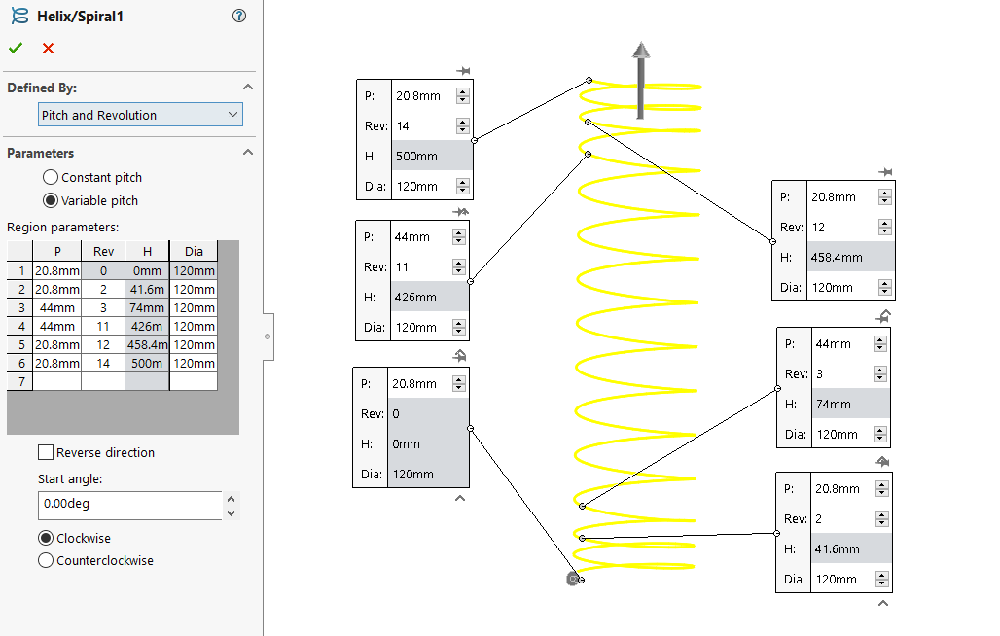 Helix/Spiral1
Defined By:
Pitch and Revolution
Parameters
Constant pitch
Variable pitch
Region parameters:
P Rev H Dia
1 20.8mm 0 0mm 120mm
2 20.8mm 2 41.6m 120mm
3 44mm 3 74mm 120mm
4 44mm 11 426m 120mm
5 20.8mm 12 458.4m 120mm
6 20.8mm 14 500m 120mm
7
Reverse direction
Start angle:
0.00deg
Clockwise
Counterclockwise
P: 20.8mm
Rev: 14
H: 500mm
Dia: 120mm
P: 44mm
Rev: 11
H: 426mm
Dia: 120mm
P: 20.8mm
Rev: 0
H: 0mm
Dia: 120mm
P: 20.8mm
Rev: 12
H: 458.4mm
Dia: 120mm
P: 44mm
Rev: 3
H: 74mm
Dia: 120mm
P: 20.8mm
Rev: 2
H: 41.6mm
Dia: 120mm